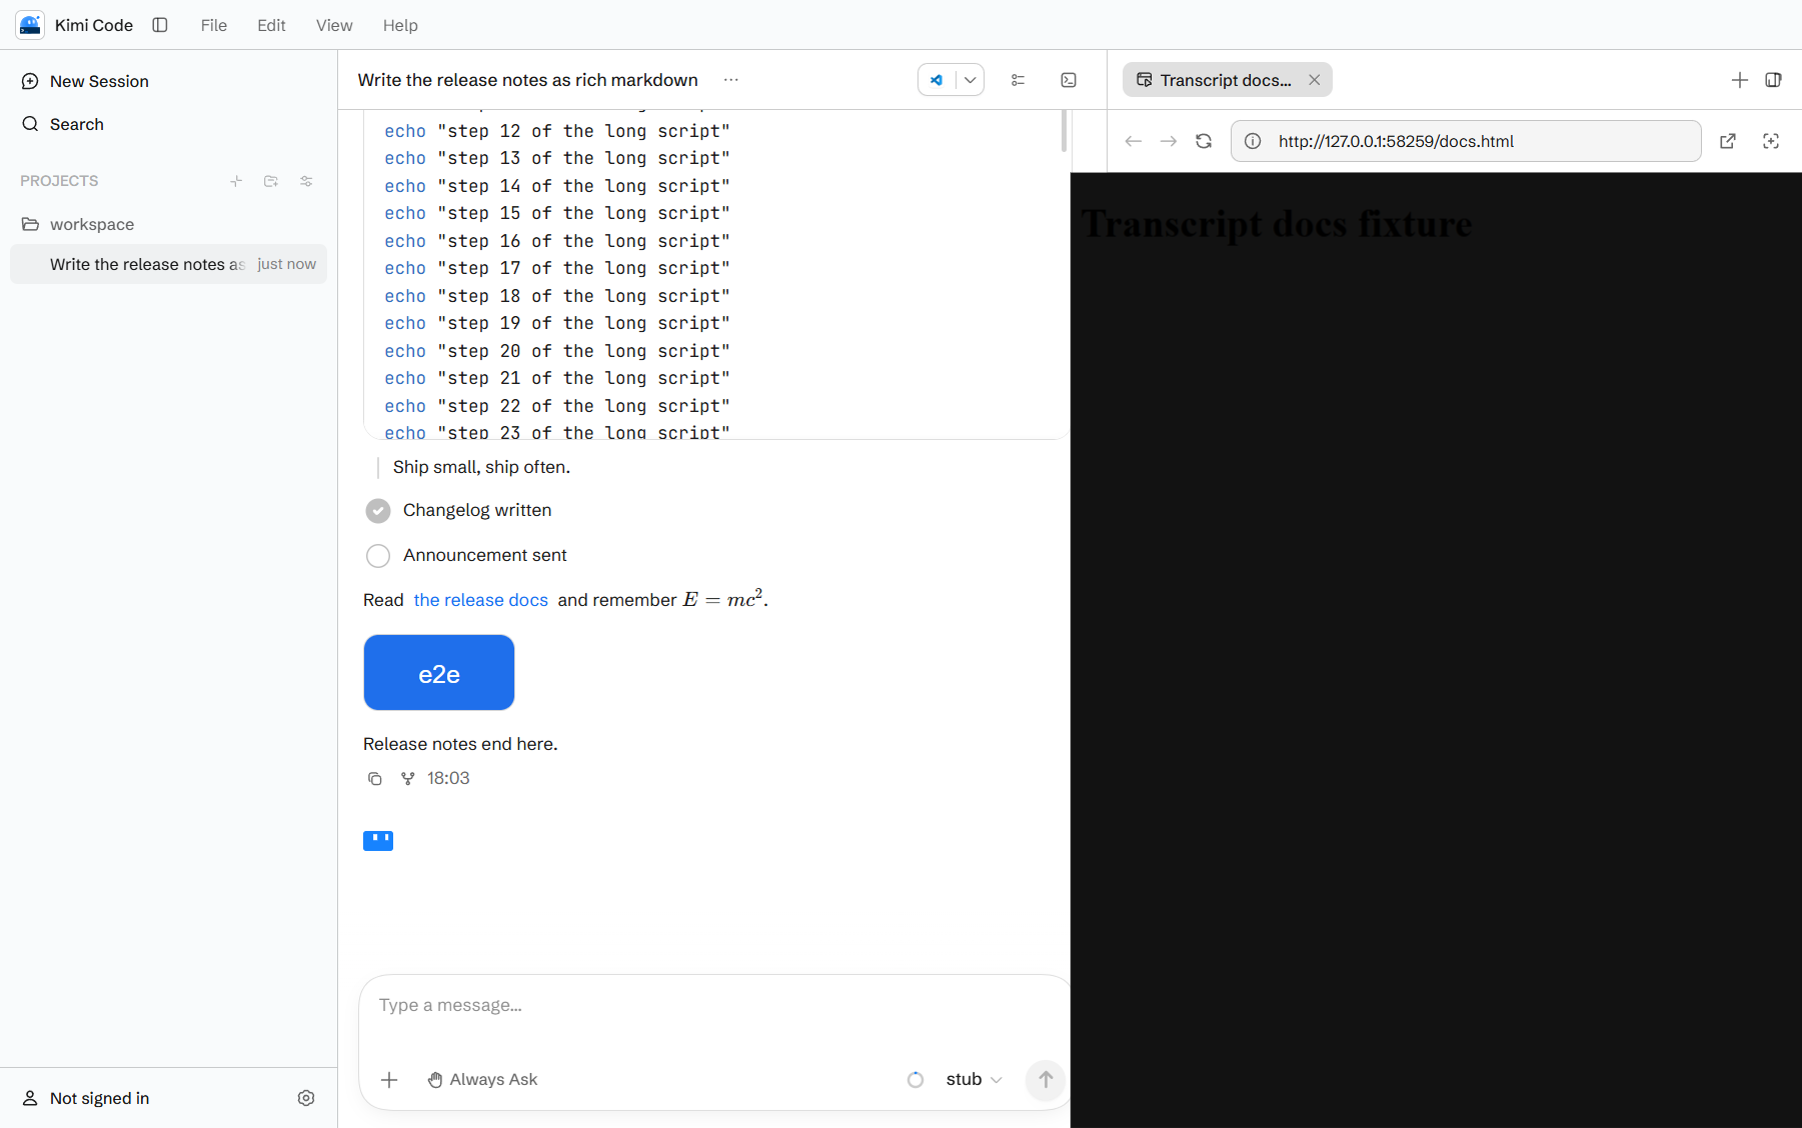 Kimi Code File Edit View Help
New Session
Search
PROJECTS
workspace
Write the release notes as just now
Not signed in
Write the release notes as rich markdown
echo "step 12 of the long script"
echo "step 13 of the long script"
echo "step 14 of the long script"
echo "step 15 of the long script"
echo "step 16 of the long script"
echo "step 17 of the long script"
echo "step 18 of the long script"
echo "step 19 of the long script"
echo "step 20 of the long script"
echo "step 21 of the long script"
echo "step 22 of the long script"
echo "step 23 of the long script"
Ship small, ship often.
Changelog written
Announcement sent
Read the release docs and remember E = mc².
e2e
Release notes end here.
18:03
Type a message...
Always Ask stub
Transcript docs...
http://127.0.0.1:58259/docs.html
Transcript docs fixture